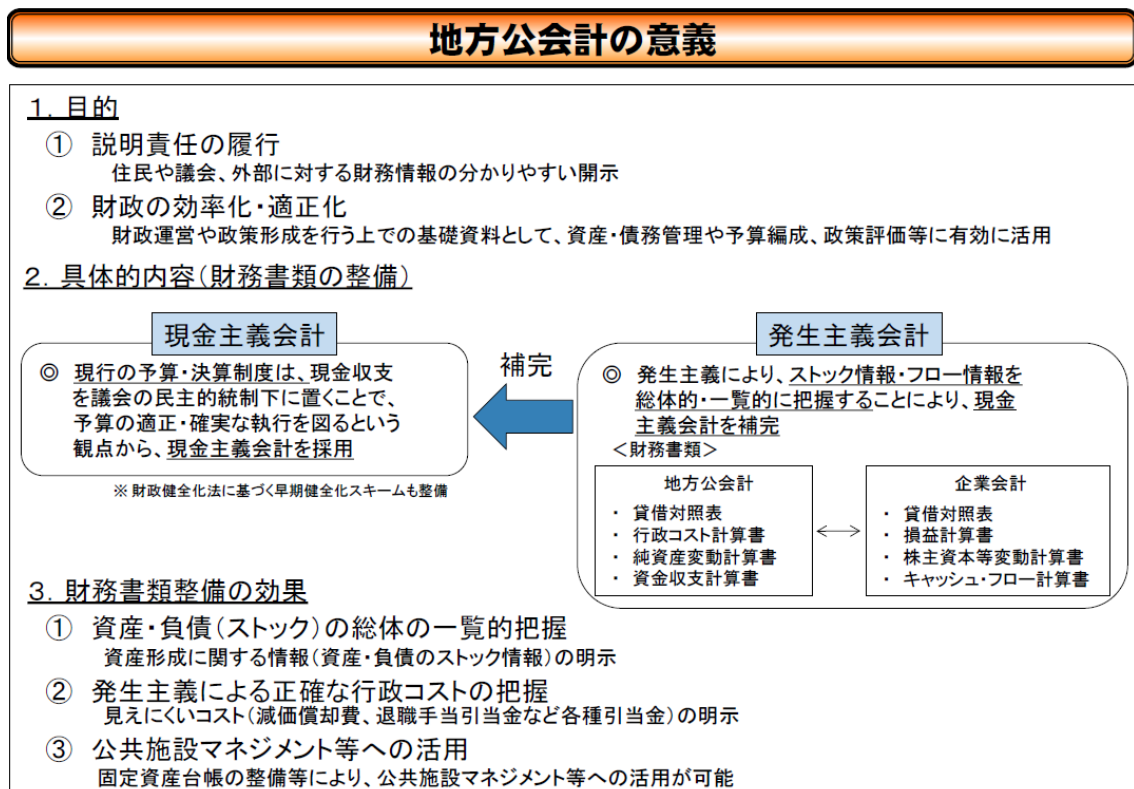 地方公会計の意義
1．目的
① 説明責任の履行
住民や議会、外部に対する財務情報の分かりやすい開示
② 財政の効率化・適正化
財政運営や政策形成を行う上での基礎資料として、資産・債務管理や予算編成、政策評価等に有効に活用
2．具体的内容（財務書類の整備）
現金主義会計
◎ 現行の予算・決算制度は、現金収支
を議会の民主的統制下に置くことで、
予算の適正・確実な執行を図るという
観点から、現金主義会計を採用
※ 財政健全化法に基づく早期健全化スキームも整備
補完
発生主義会計
◎ 発生主義により、ストック情報・フロー情報を
総体的・一覧的に把握することにより、現金
主義会計を補完
＜財務書類＞
地方公会計
・ 貸借対照表
・ 行政コスト計算書
・ 純資産変動計算書
・ 資金収支計算書
企業会計
・ 貸借対照表
・ 損益計算書
・ 株主資本等変動計算書
・ キャッシュ・フロー計算書
3．財務書類整備の効果
① 資産・負債（ストック）の総体の一覧的把握
資産形成に関する情報（資産・負債のストック情報）の明示
② 発生主義による正確な行政コストの把握
見えにくいコスト（減価償却費、退職手当引当金など各種引当金）の明示
③ 公共施設マネジメント等への活用
固定資産台帳の整備等により、公共施設マネジメント等への活用が可能